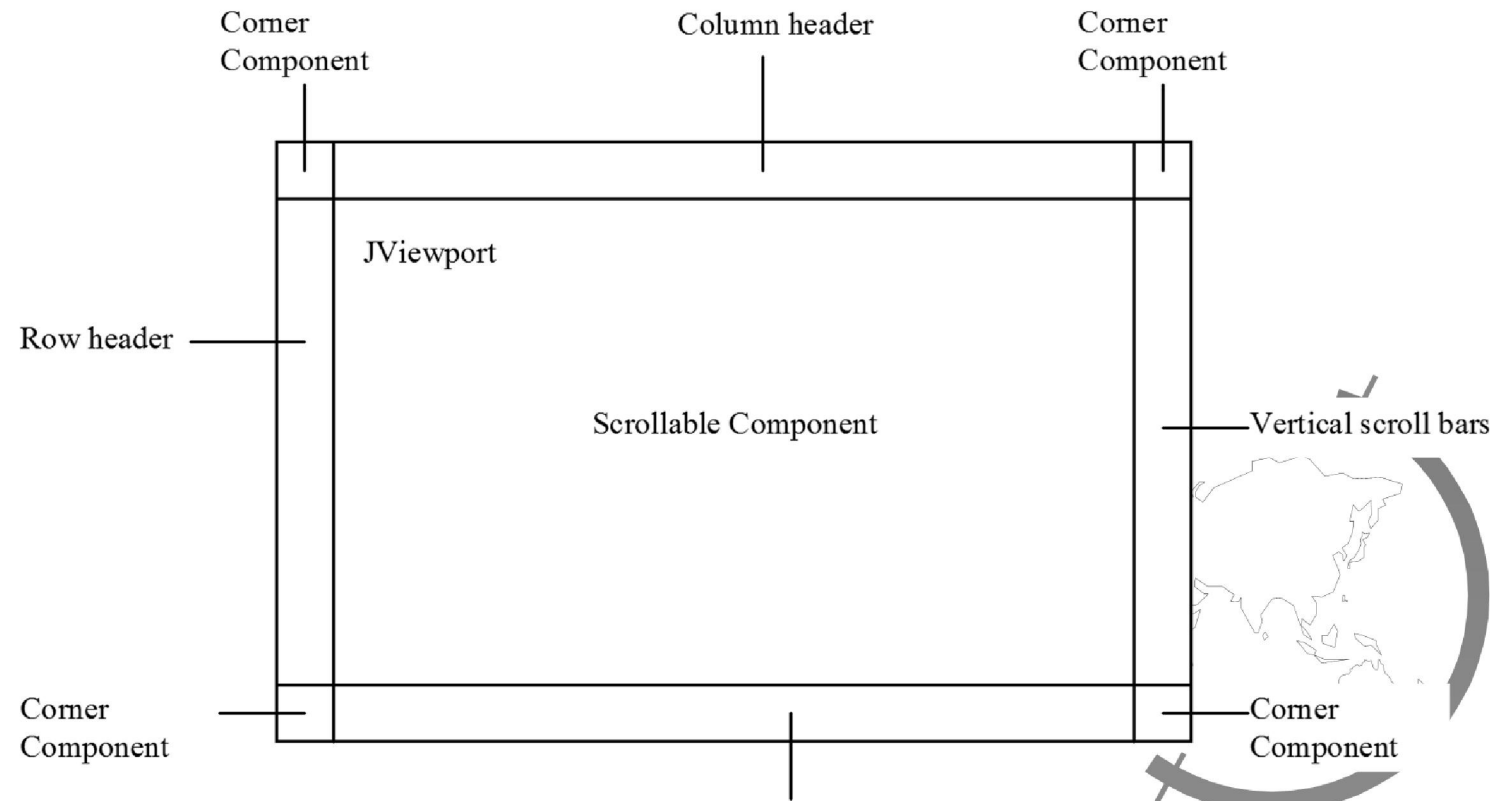 Corner
Component
Column header
Corner
Component
JViewport
Row header
Scrollable Component
Vertical scroll bars
Corner
Component
Corner
Component